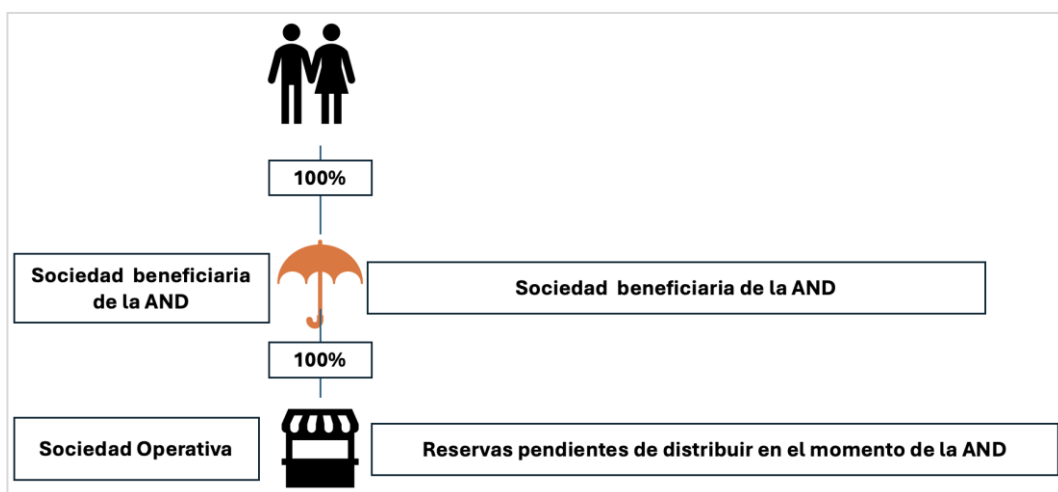 100%
Sociedad beneficiaria
de la AND
Sociedad beneficiaria de la AND
100%
Sociedad Operativa
Reservas pendientes de distribuir en el momento de la AND